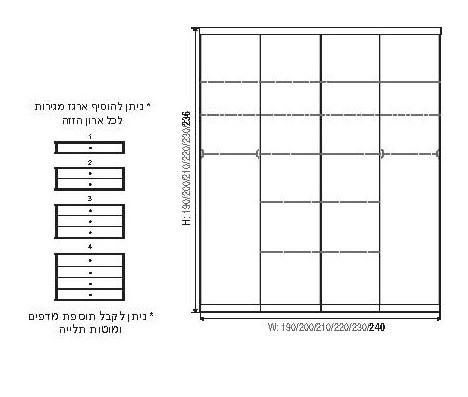 * ניתן להוסיף ארגז מגירות
לכל ארון הזזה
1
2
3
4
* ניתן לקבל תוספת מדפים
ומוטות תלייה
H: 190/200/210/220/230/236
W: 190/200/210/220/230/240